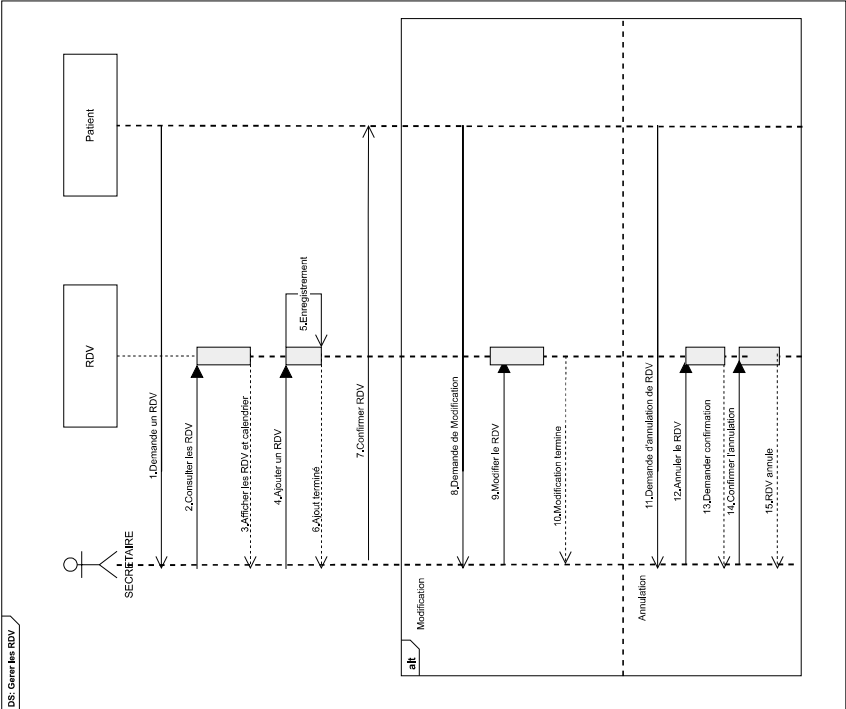 DS: Gerer les RDV
SECRETAIRE
RDV
Patient
1.Demande un RDV
2.Consulter les RDV
3.Afficher les RDV et calendrier
4.Ajouter un RDV
5.Enregistrement
6.Ajout terminé
7.Confirmer RDV
alt
Modification
8.Demande de Modification
9.Modifier le RDV
10.Modification termine
Annulation
11.Demande d'annulation de RDV
12.Annuler le RDV
13.Demander confirmation
14.Confirmer l'annulation
15.RDV annule